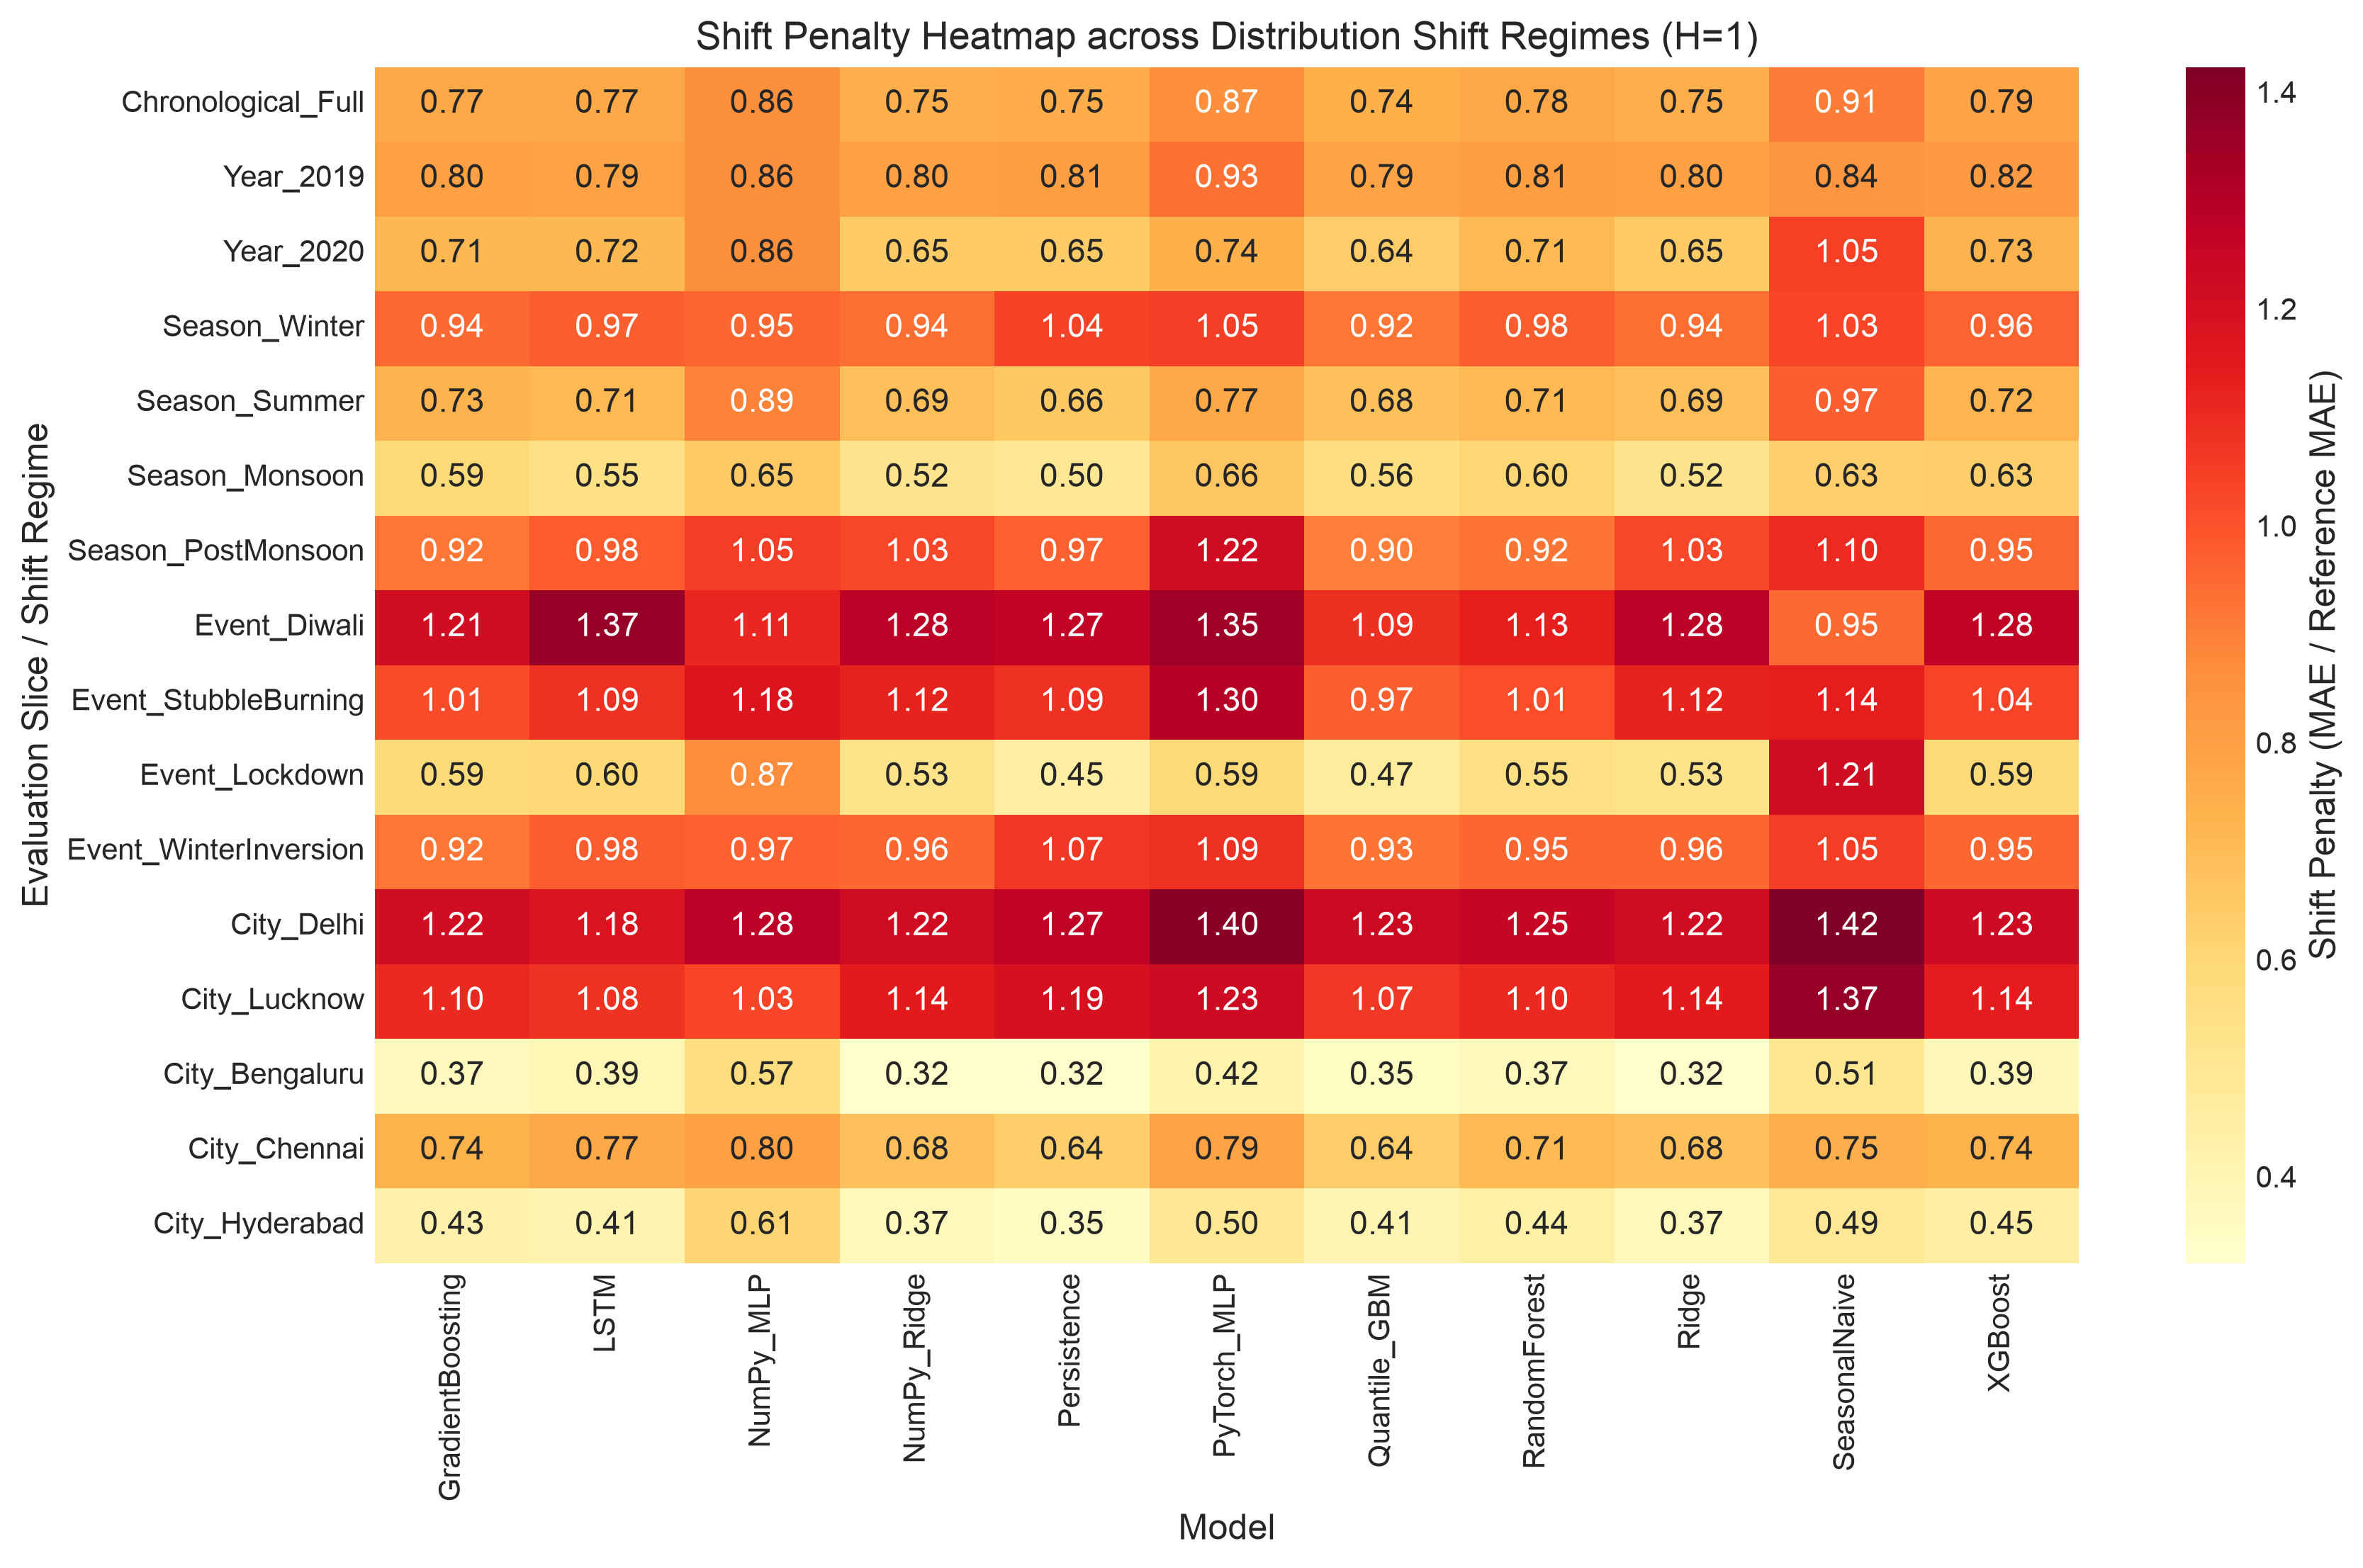 Shift Penalty Heatmap across Distribution Shift Regimes (H=1)
Evaluation Slice / Shift Regime
Chronological_Full 0.77 0.77 0.86 0.75 0.75 0.87 0.74 0.78 0.75 0.91 0.79
Year_2019 0.80 0.79 0.86 0.80 0.81 0.93 0.79 0.81 0.80 0.84 0.82
Year_2020 0.71 0.72 0.86 0.65 0.65 0.74 0.64 0.71 0.65 1.05 0.73
Season_Winter 0.94 0.97 0.95 0.94 1.04 1.05 0.92 0.98 0.94 1.03 0.96
Season_Summer 0.73 0.71 0.89 0.69 0.66 0.77 0.68 0.71 0.69 0.97 0.72
Season_Monsoon 0.59 0.55 0.65 0.52 0.50 0.66 0.56 0.60 0.52 0.63 0.63
Season_PostMonsoon 0.92 0.98 1.05 1.03 0.97 1.22 0.90 0.92 1.03 1.10 0.95
Event_Diwali 1.21 1.37 1.11 1.28 1.27 1.35 1.09 1.13 1.28 0.95 1.28
Event_StubbleBurning 1.01 1.09 1.18 1.12 1.09 1.30 0.97 1.01 1.12 1.14 1.04
Event_Lockdown 0.59 0.60 0.87 0.53 0.45 0.59 0.47 0.55 0.53 1.21 0.59
Event_WinterInversion 0.92 0.98 0.97 0.96 1.07 1.09 0.93 0.95 0.96 1.05 0.95
City_Delhi 1.22 1.18 1.28 1.22 1.27 1.40 1.23 1.25 1.22 1.42 1.23
City_Lucknow 1.10 1.08 1.03 1.14 1.19 1.23 1.07 1.10 1.14 1.37 1.14
City_Bengaluru 0.37 0.39 0.57 0.32 0.32 0.42 0.35 0.37 0.32 0.51 0.39
City_Chennai 0.74 0.77 0.80 0.68 0.64 0.79 0.64 0.71 0.68 0.75 0.74
City_Hyderabad 0.43 0.41 0.61 0.37 0.35 0.50 0.41 0.44 0.37 0.49 0.45
GradientBoosting
LSTM
NumPy_MLP
NumPy_Ridge
Persistence
PyTorch_MLP
Quantile_GBM
RandomForest
Ridge
SeasonalNaive
XGBoost
Model
1.4
1.2
1.0
0.8
0.6
0.4
Shift Penalty (MAE / Reference MAE)